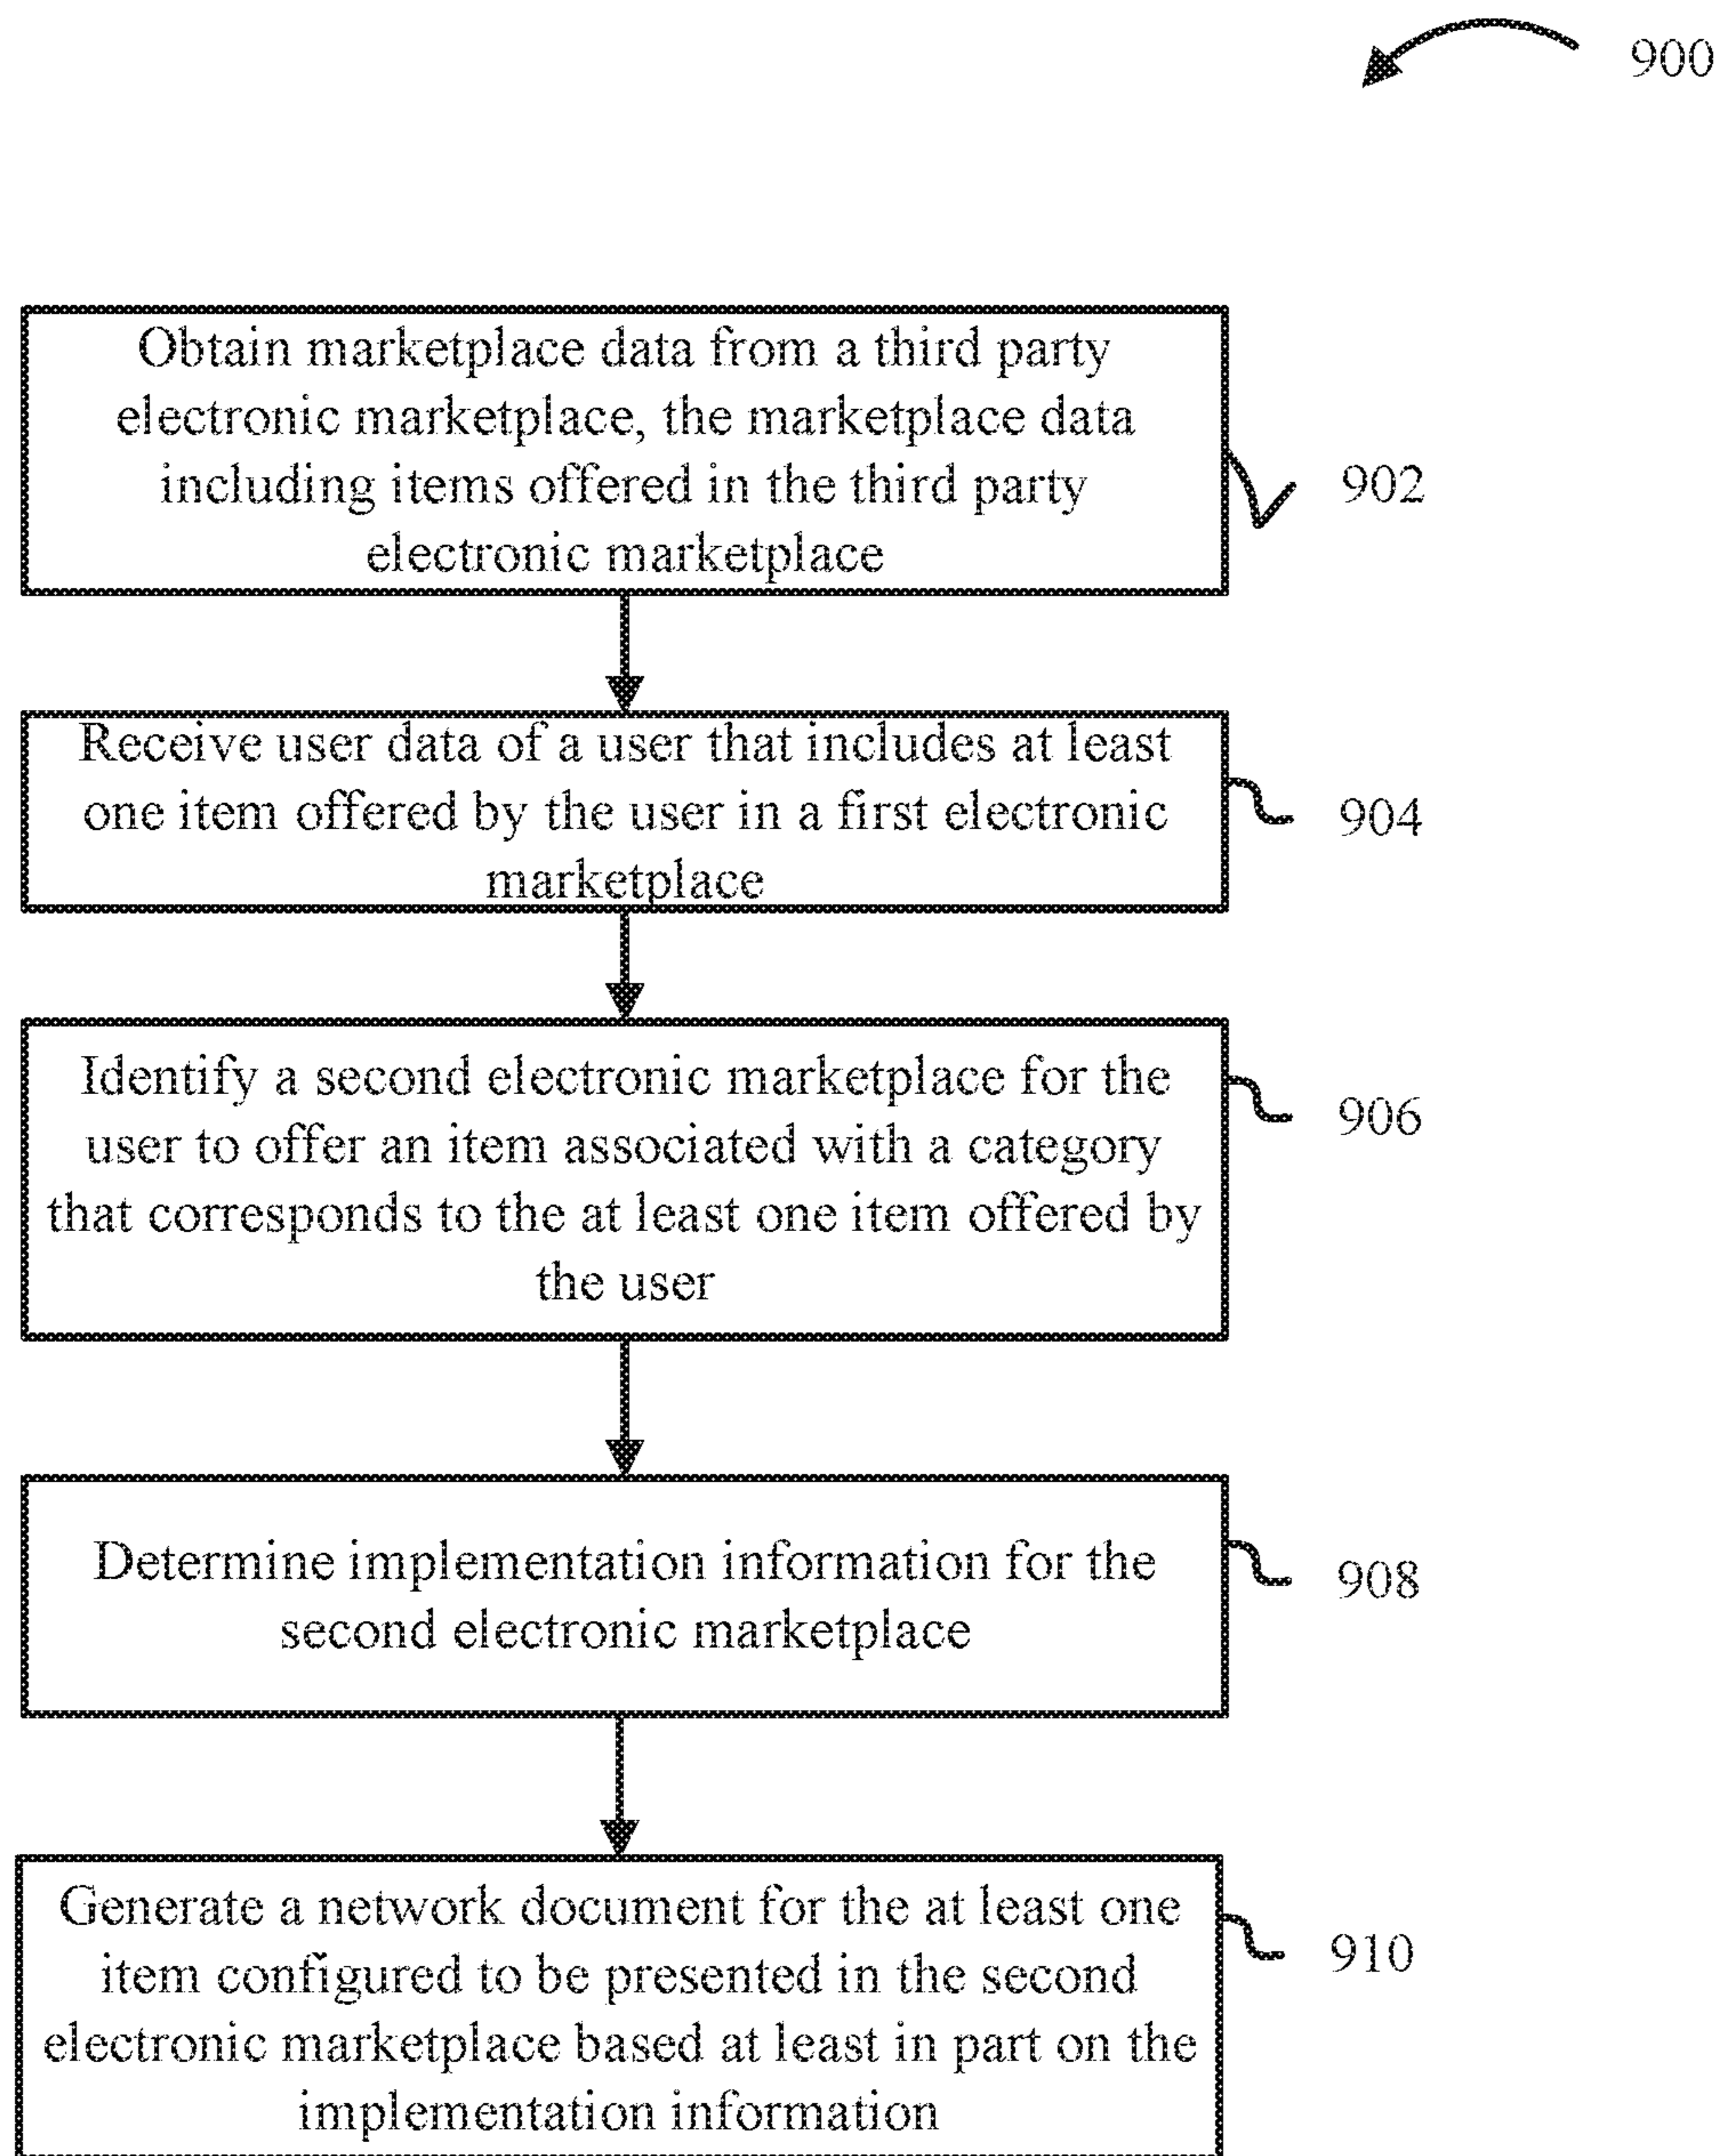 900
Obtain marketplace data from a third party
electronic marketplace, the marketplace data
including items offered in the third party
electronic marketplace
902
Receive user data of a user that includes at least
one item offered by the user in a first electronic
marketplace
904
Identify a second electronic marketplace for the
user to offer an item associated with a category
that corresponds to the at least one item offered by
the user
906
Determine implementation information for the
second electronic marketplace
908
Generate a network document for the at least one
item configured to be presented in the second
electronic marketplace based at least in part on the
implementation information
910